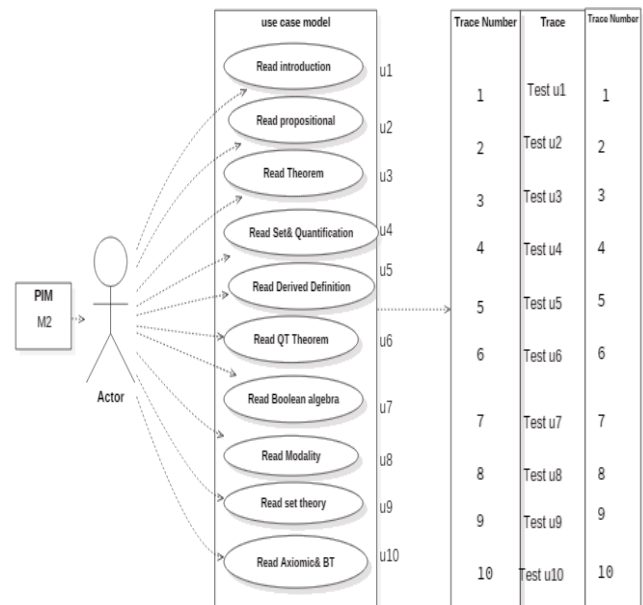 use case model
Trace Number
Trace
Trace Number
Read introduction
u1
1
Test u1
1
Read propositional
u2
2
Test u2
2
Read Theorem
u3
3
Test u3
3
Read Set& Quantification
u4
4
Test u4
4
Read Derived Definition
u5
5
Test u5
5
PIM
M2
Actor
Read QT Theorem
u6
6
Test u6
6
Read Boolean algebra
u7
7
Test u7
7
Read Modality
u8
8
Test u8
8
Read set theory
u9
9
Test u9
9
Read Axiomic& BT
u10
10
Test u10
10